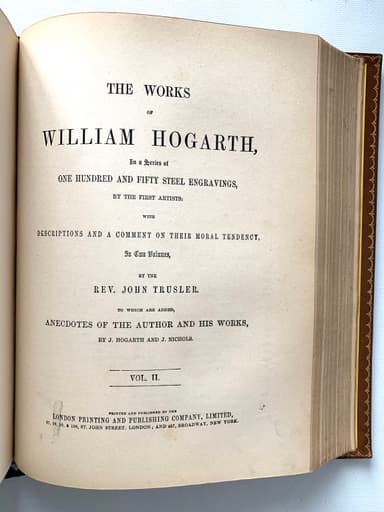 THE WORKS
OF
WILLIAM HOGARTH,
In a Series of
ONE HUNDRED AND FIFTY STEEL ENGRAVINGS,
BY THE FIRST ARTISTS:
WITH
DESCRIPTIONS AND A COMMENT ON THEIR MORAL TENDENCY,
In Two Volumes,
BY THE
REV. JOHN TRUSLER.
TO WHICH ARE ADDED,
ANECDOTES OF THE AUTHOR AND HIS WORKS,
BY J. HOGARTH AND J. NICHOLS.
VOL. II.
PRINTED AND PUBLISHED BY THE
LONDON PRINTING AND PUBLISHING COMPANY, LIMITED,
ST. JOHN STREET, LONDON; AND 487, BROADWAY, NEW YORK.